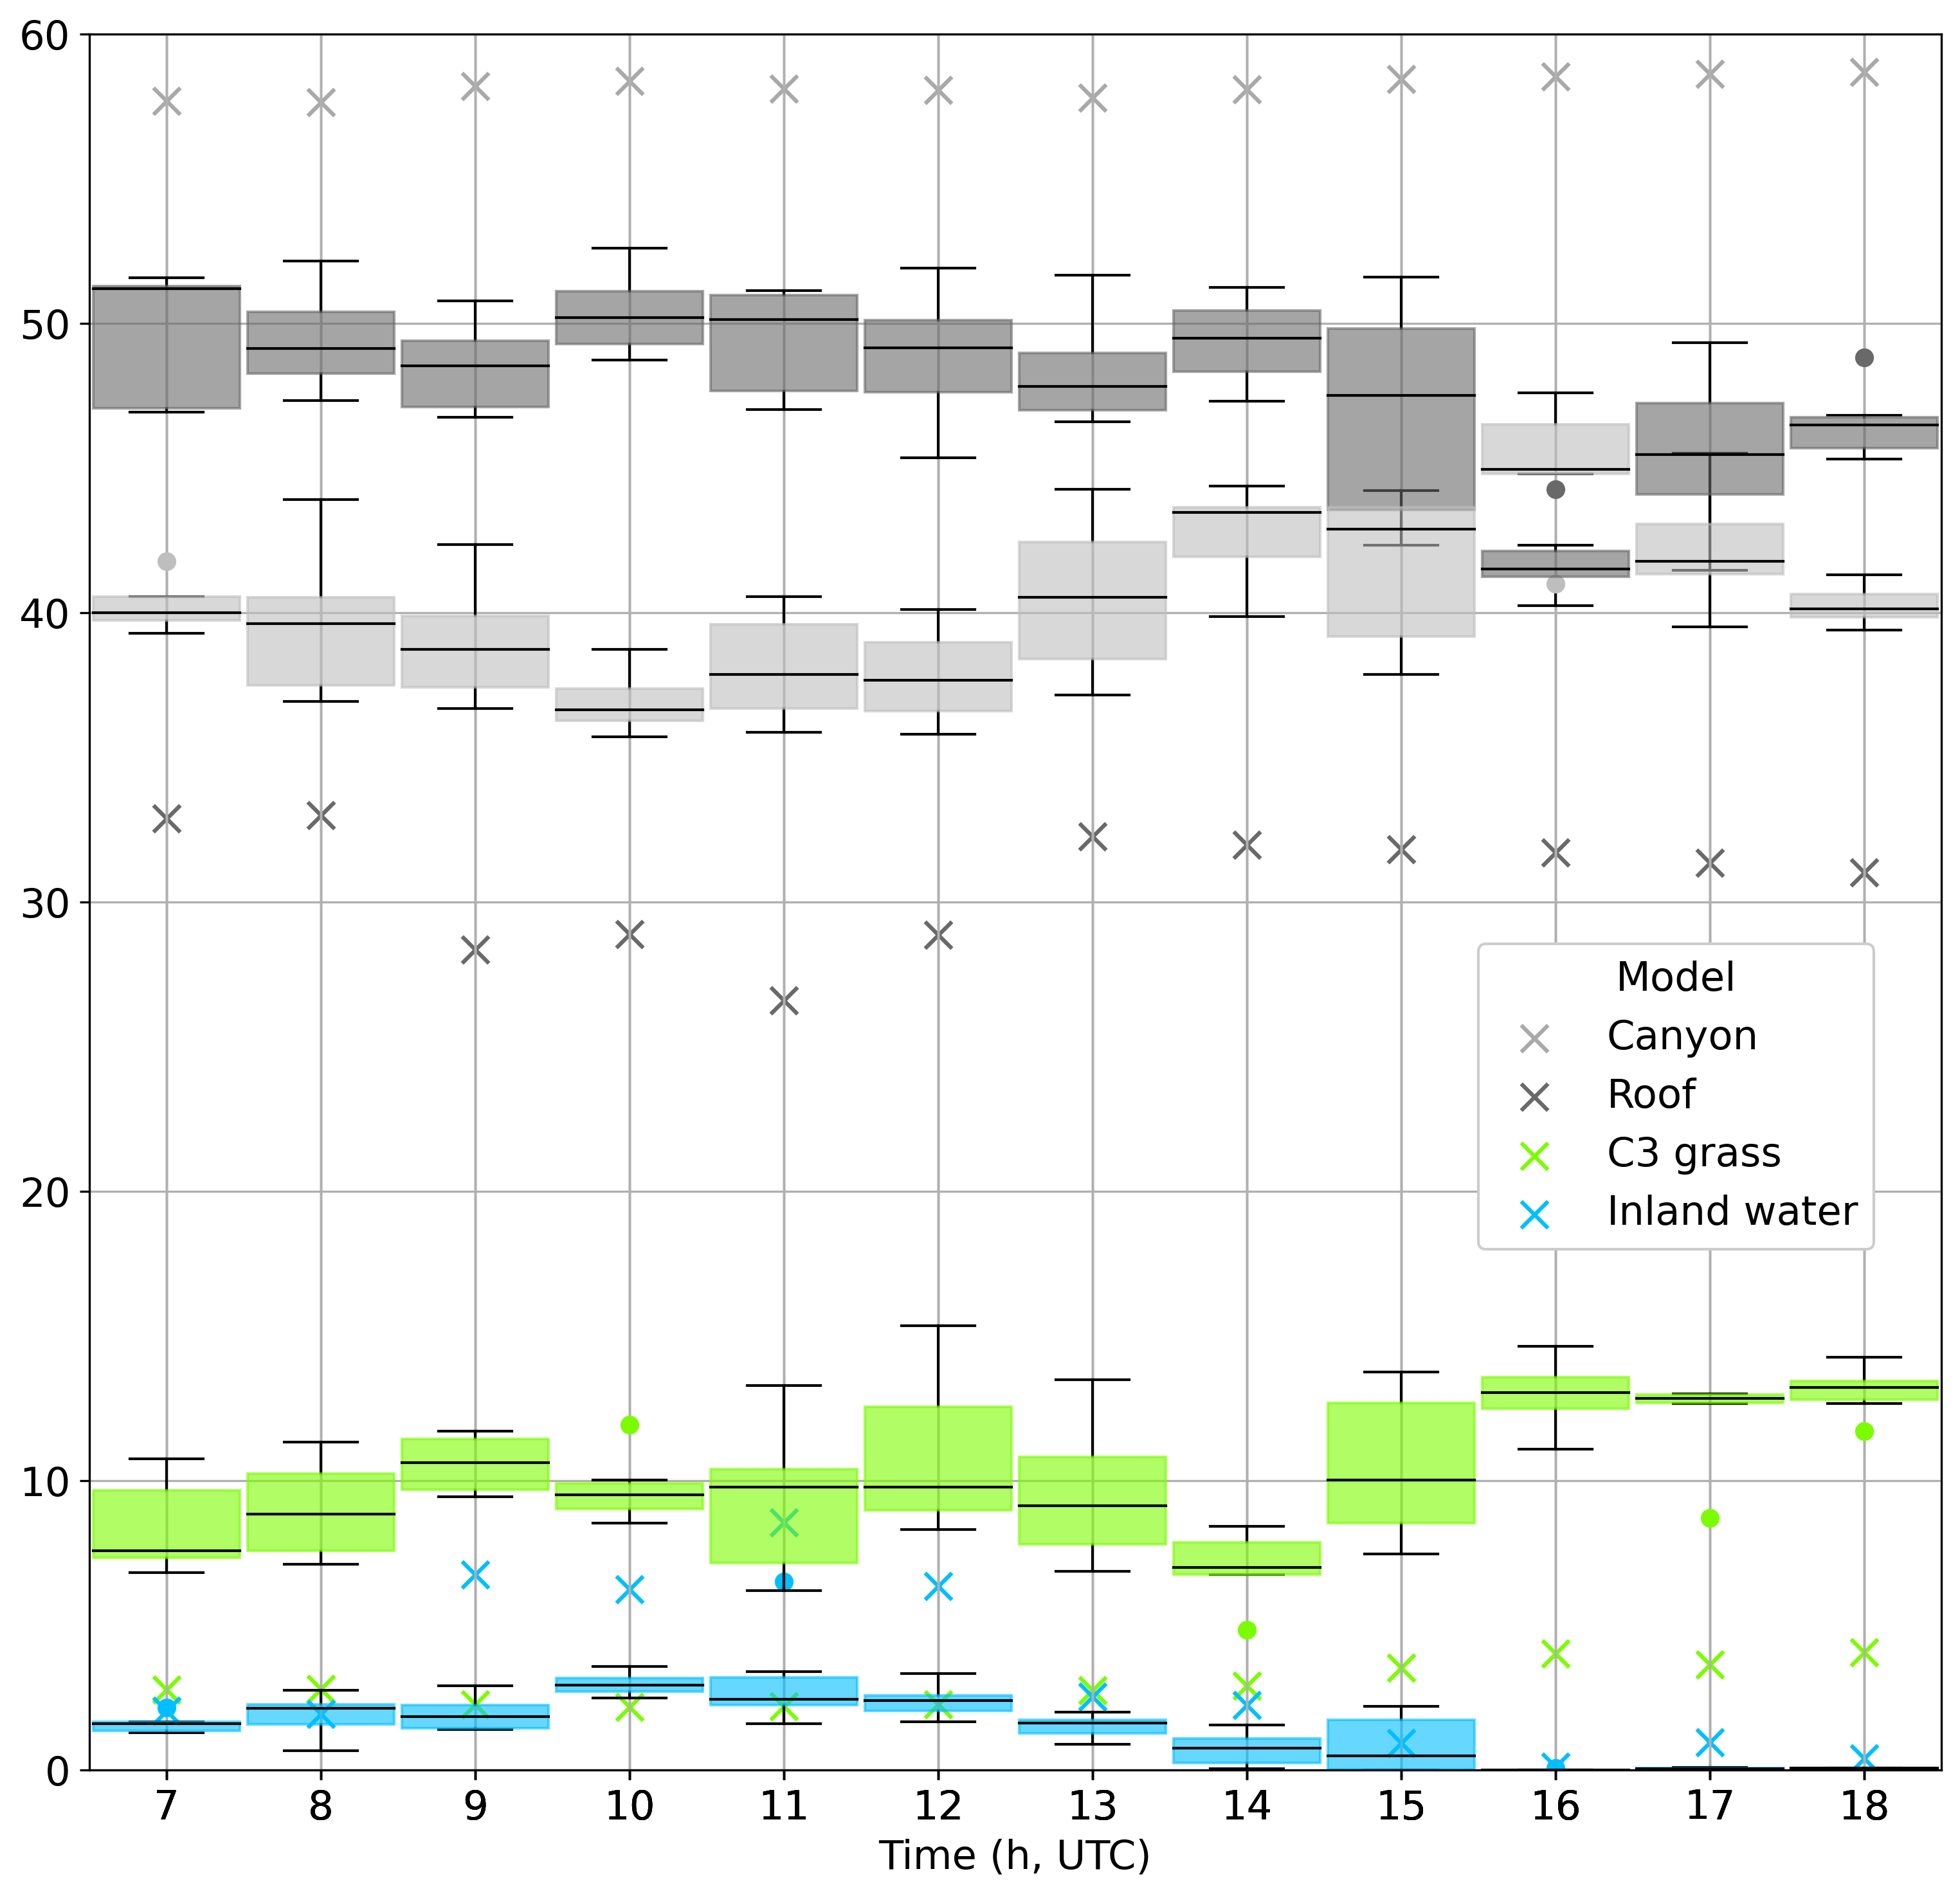 60
50
40
30
20
10
0
Model
Canyon
Roof
C3 grass
Inland water
7 8 9 10 11 12 13 14 15 16 17 18
Time (h, UTC)